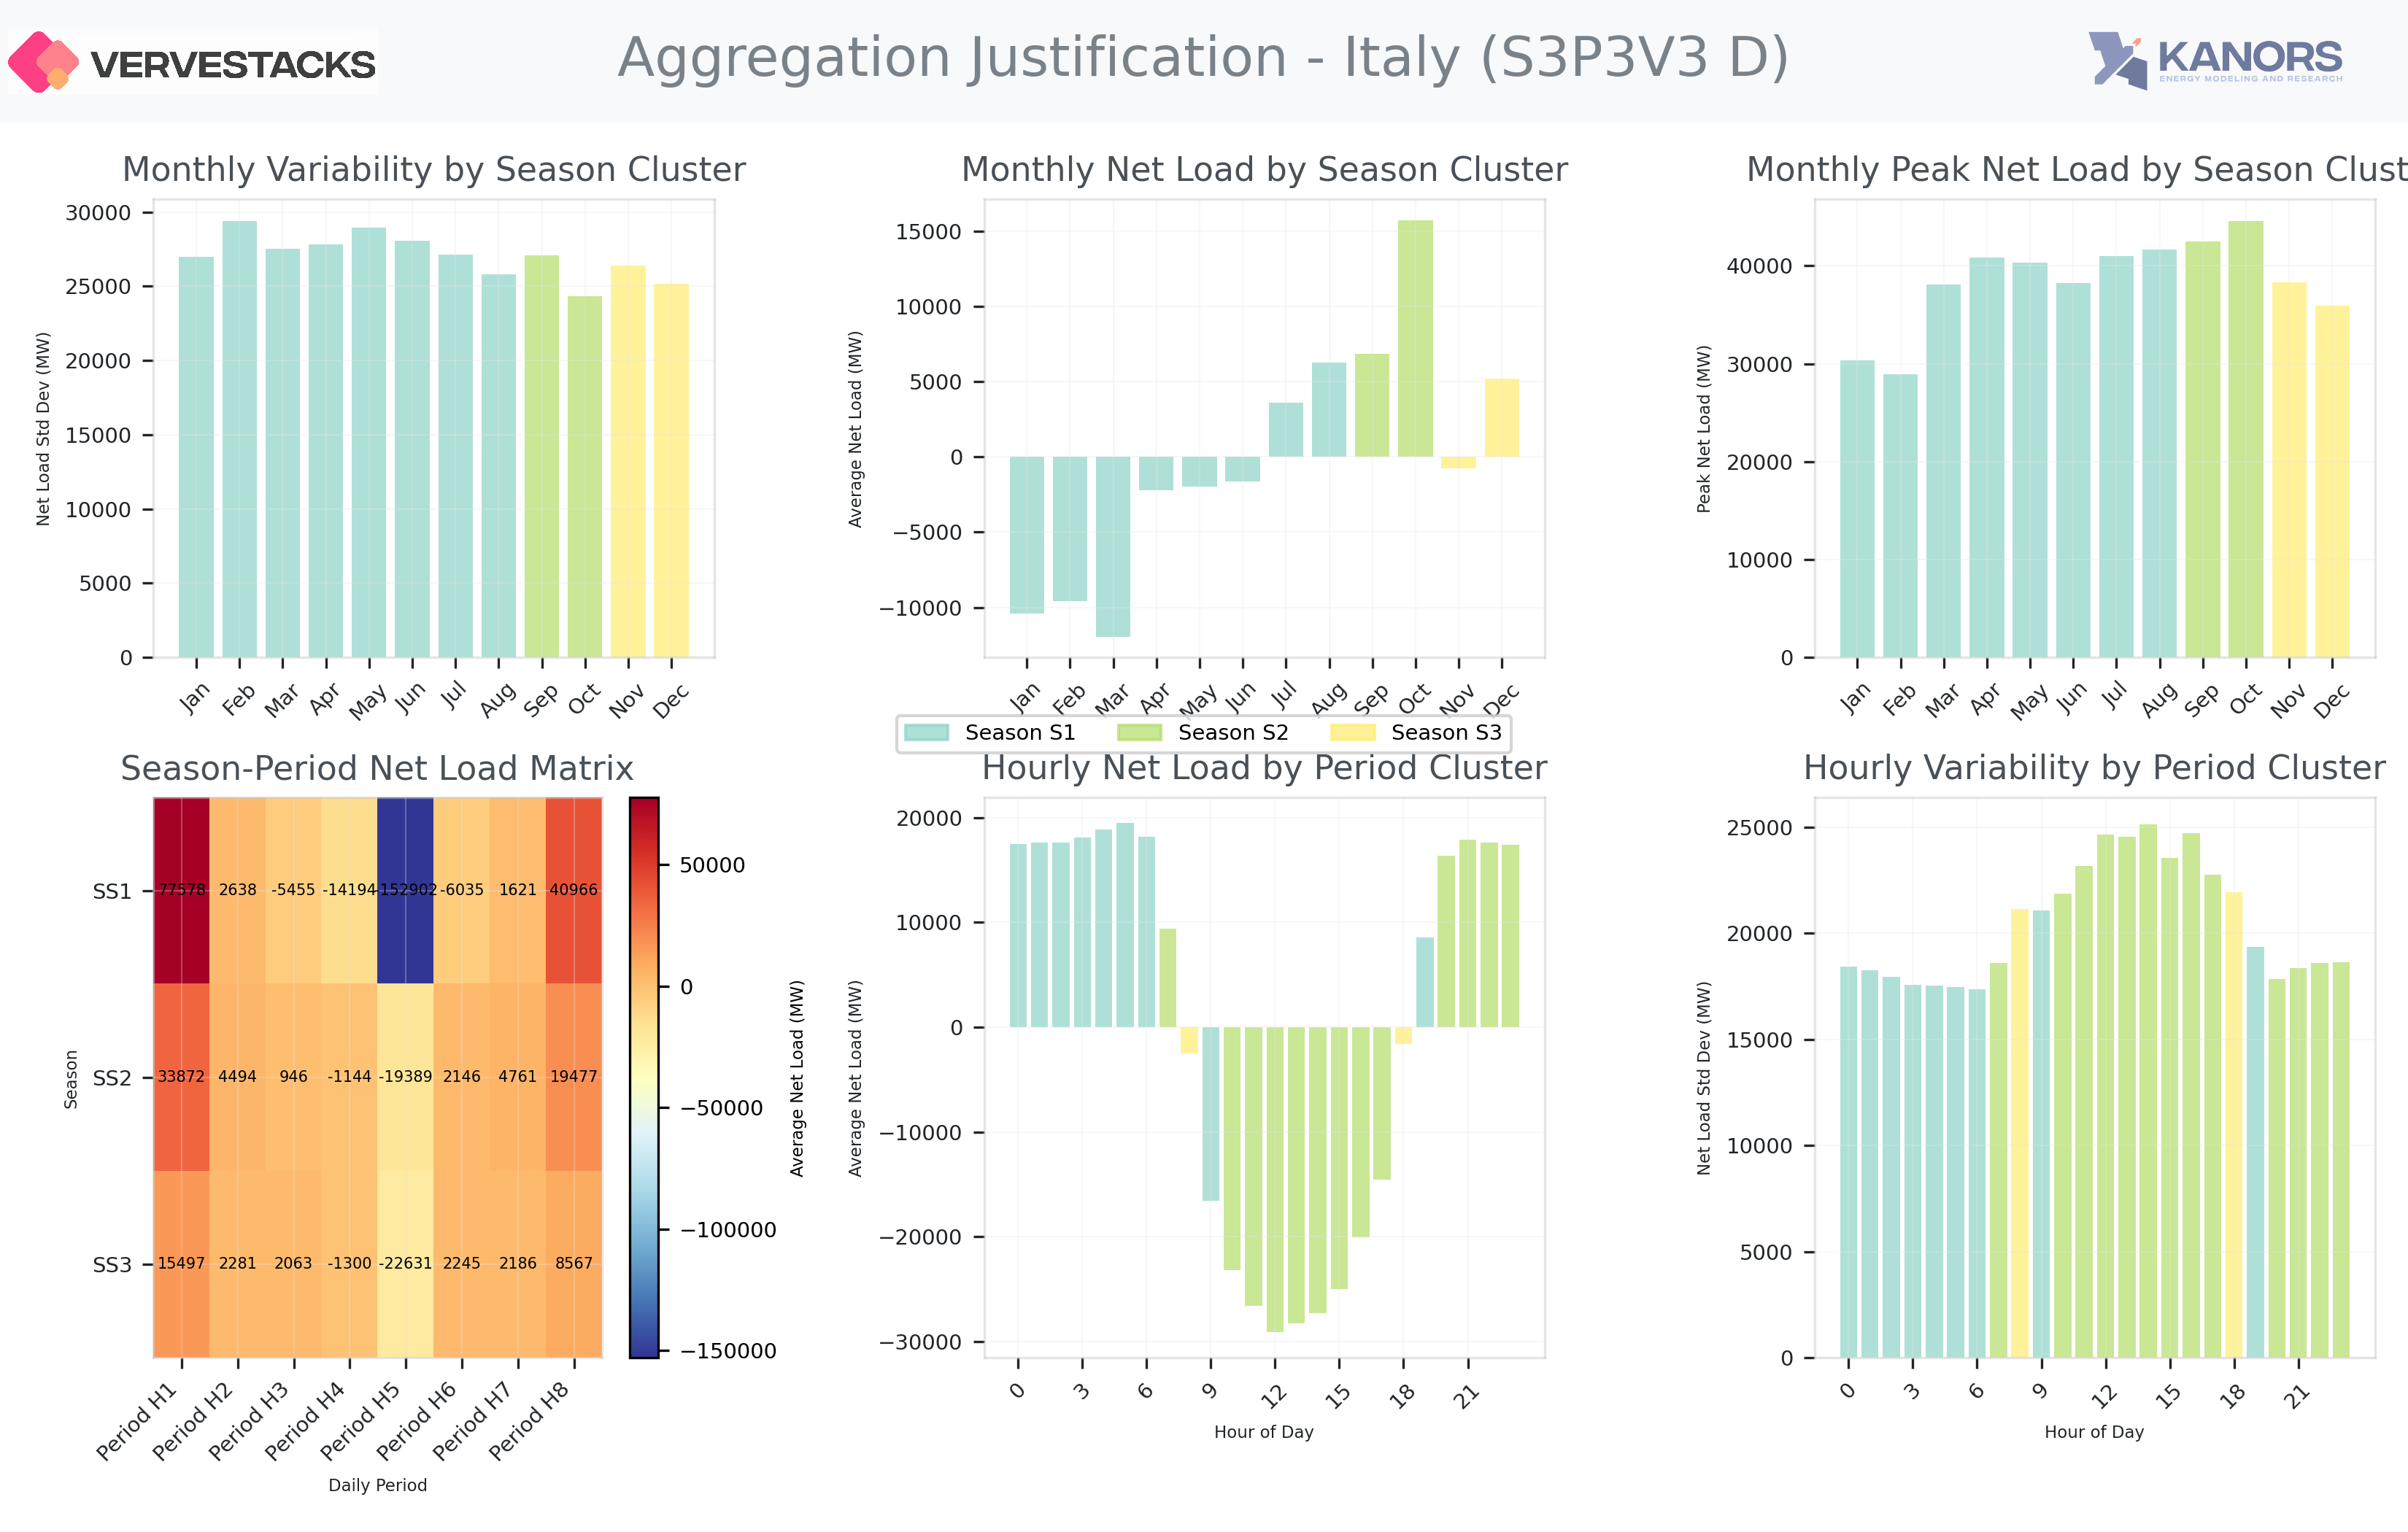 VERVESTACKS
Aggregation Justification - Italy (S3P3V3 D)
KANORS
ENERGY MODELING AND RESEARCH
Monthly Variability by Season Cluster
Net Load Std Dev (MW)
30000
25000
20000
15000
10000
5000
0
Jan Feb Mar Apr May Jun Jul Aug Sep Oct Nov Dec
Monthly Net Load by Season Cluster
Average Net Load (MW)
15000
10000
5000
0
−5000
−10000
Jan Feb Mar Apr May Jun Jul Aug Sep Oct Nov Dec
Monthly Peak Net Load by Season Clust
Peak Net Load (MW)
40000
30000
20000
10000
0
Jan Feb Mar Apr May Jun Jul Aug Sep Oct Nov Dec
Season S1 Season S2 Season S3
Season-Period Net Load Matrix
Season
SS1 77578 2638 -5455 -14194 -152902 -6035 1621 40966
SS2 33872 4494 946 -1144 -19389 2146 4761 19477
SS3 15497 2281 2063 -1300 -22631 2245 2186 8567
Period H1 Period H2 Period H3 Period H4 Period H5 Period H6 Period H7 Period H8
Daily Period
50000
0
−50000
−100000
−150000
Average Net Load (MW)
Hourly Net Load by Period Cluster
Average Net Load (MW)
20000
10000
0
−10000
−20000
−30000
0 3 6 9 12 15 18 21
Hour of Day
Hourly Variability by Period Cluster
Net Load Std Dev (MW)
25000
20000
15000
10000
5000
0
0 3 6 9 12 15 18 21
Hour of Day